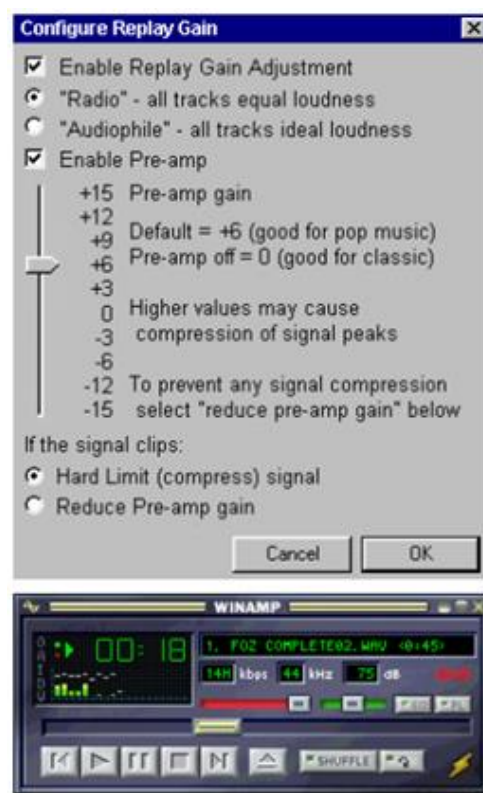 Configure Replay Gain
Enable Replay Gain Adjustment
"Radio" - all tracks equal loudness
"Audiophile" - all tracks ideal loudness
Enable Pre-amp
+15 Pre-amp gain
+12
+9 Default = +6 (good for pop music)
+6 Pre-amp off = 0 (good for classic)
+3
0 Higher values may cause
-3 compression of signal peaks
-6
-12 To prevent any signal compression
-15 select "reduce pre-amp gain" below
If the signal clips:
Hard Limit (compress) signal
Reduce Pre-amp gain
Cancel OK
WINAMP
00:18
1. FOZ COMPLETE02.WAV <0:45>
14H kbps 44 kHz 75 dB
EQ PL
SHUFFLE